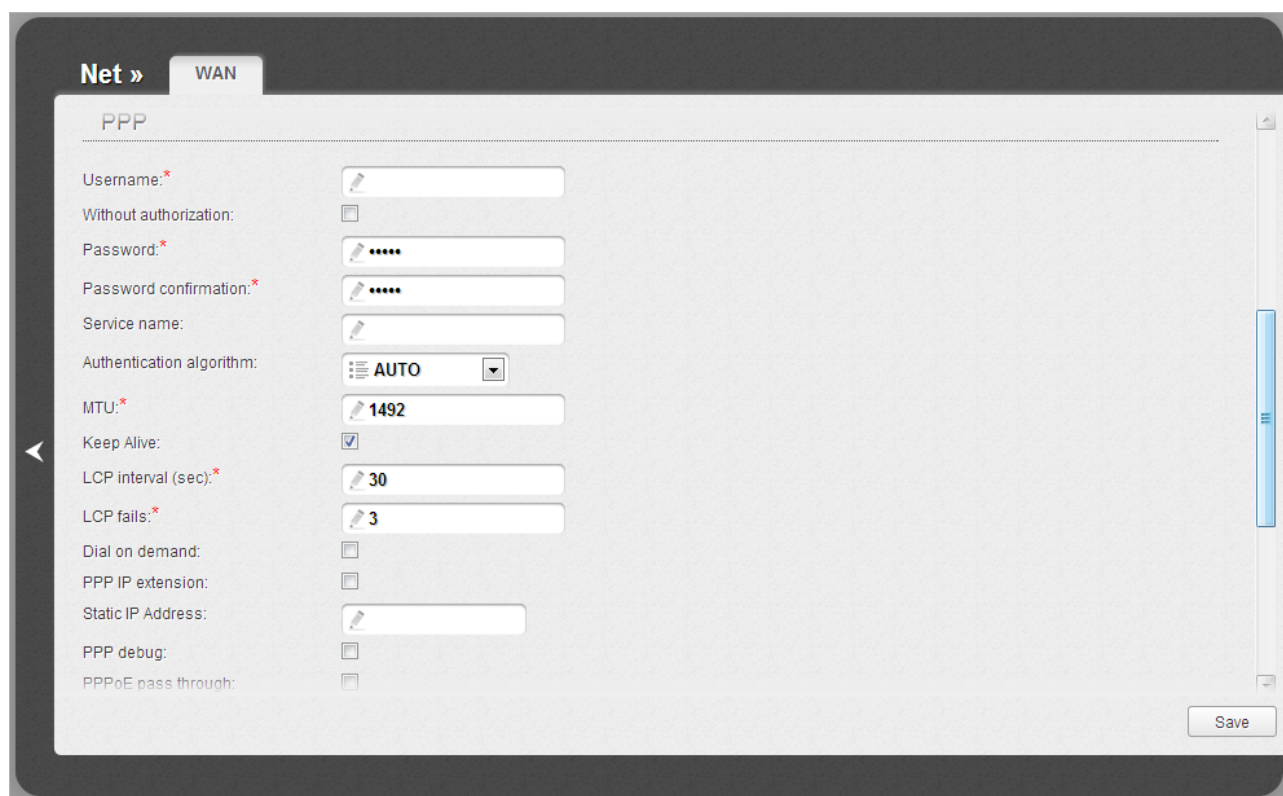 Net »
WAN
PPP
Username:*
Without authorization:
Password:* •••••
Password confirmation:* •••••
Service name:
Authentication algorithm: AUTO
MTU:* 1492
Keep Alive:
LCP interval (sec):* 30
LCP fails:* 3
Dial on demand:
PPP IP extension:
Static IP Address:
PPP debug:
PPPoE pass through:
Save